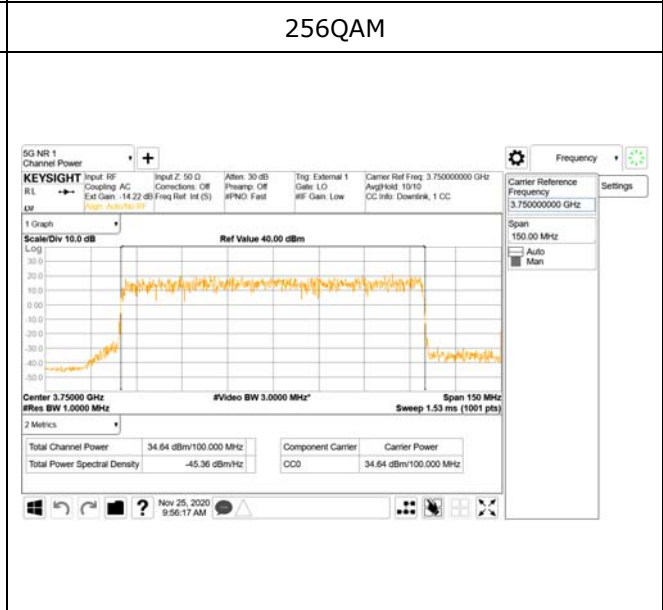 256QAM
5G NR 1
Channel Power
+
Frequency
KEYSIGHT
RL
Input: RF
Coupling: AC
Ext Gain: -14.22 dB
Align: Auto/No RF
Input Z: 50 Ω
Corrections: Off
Freq Ref: Int (S)
Atten: 30 dB
Preamp: Off
#PNO: Fast
Trig: External 1
Gate: LO
#IF Gain: Low
Carrier Ref Freq: 3.750000000 GHz
Avg|Hold: 10/10
CC Info: Downlink, 1 CC
Carrier Reference
Frequency
3.750000000 GHz
Settings
Span
150.00 MHz
Auto
Man
1 Graph
Scale/Div 10.0 dB
Ref Value 40.00 dBm
Log
30.0
20.0
10.0
0.00
-10.0
-20.0
-30.0
-40.0
-50.0
Center 3.75000 GHz
#Video BW 3.0000 MHz*
Span 150 MHz
#Res BW 1.0000 MHz
Sweep 1.53 ms (1001 pts)
2 Metrics
Total Channel Power 34.64 dBm/100.000 MHz
Total Power Spectral Density -45.36 dBm/Hz
Component Carrier Carrier Power
CC0 34.64 dBm/100.000 MHz
?
Nov 25, 2020
9:56:17 AM